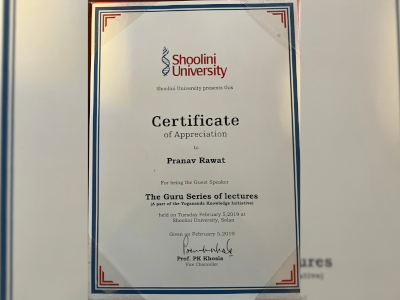 Shoolini
University
Shoolini University presents this
Certificate
of Appreciation
to
Pranav Rawat
For being the Guest Speaker
The Guru Series of lectures
(A part of the Yogananda Knowledge Initiative)
held on Tuesday February 5,2019 at
Shoolini University, Solan
Given on February 5,2019
Prof. PK Khosla
Vice Chancellor
ures
iative)